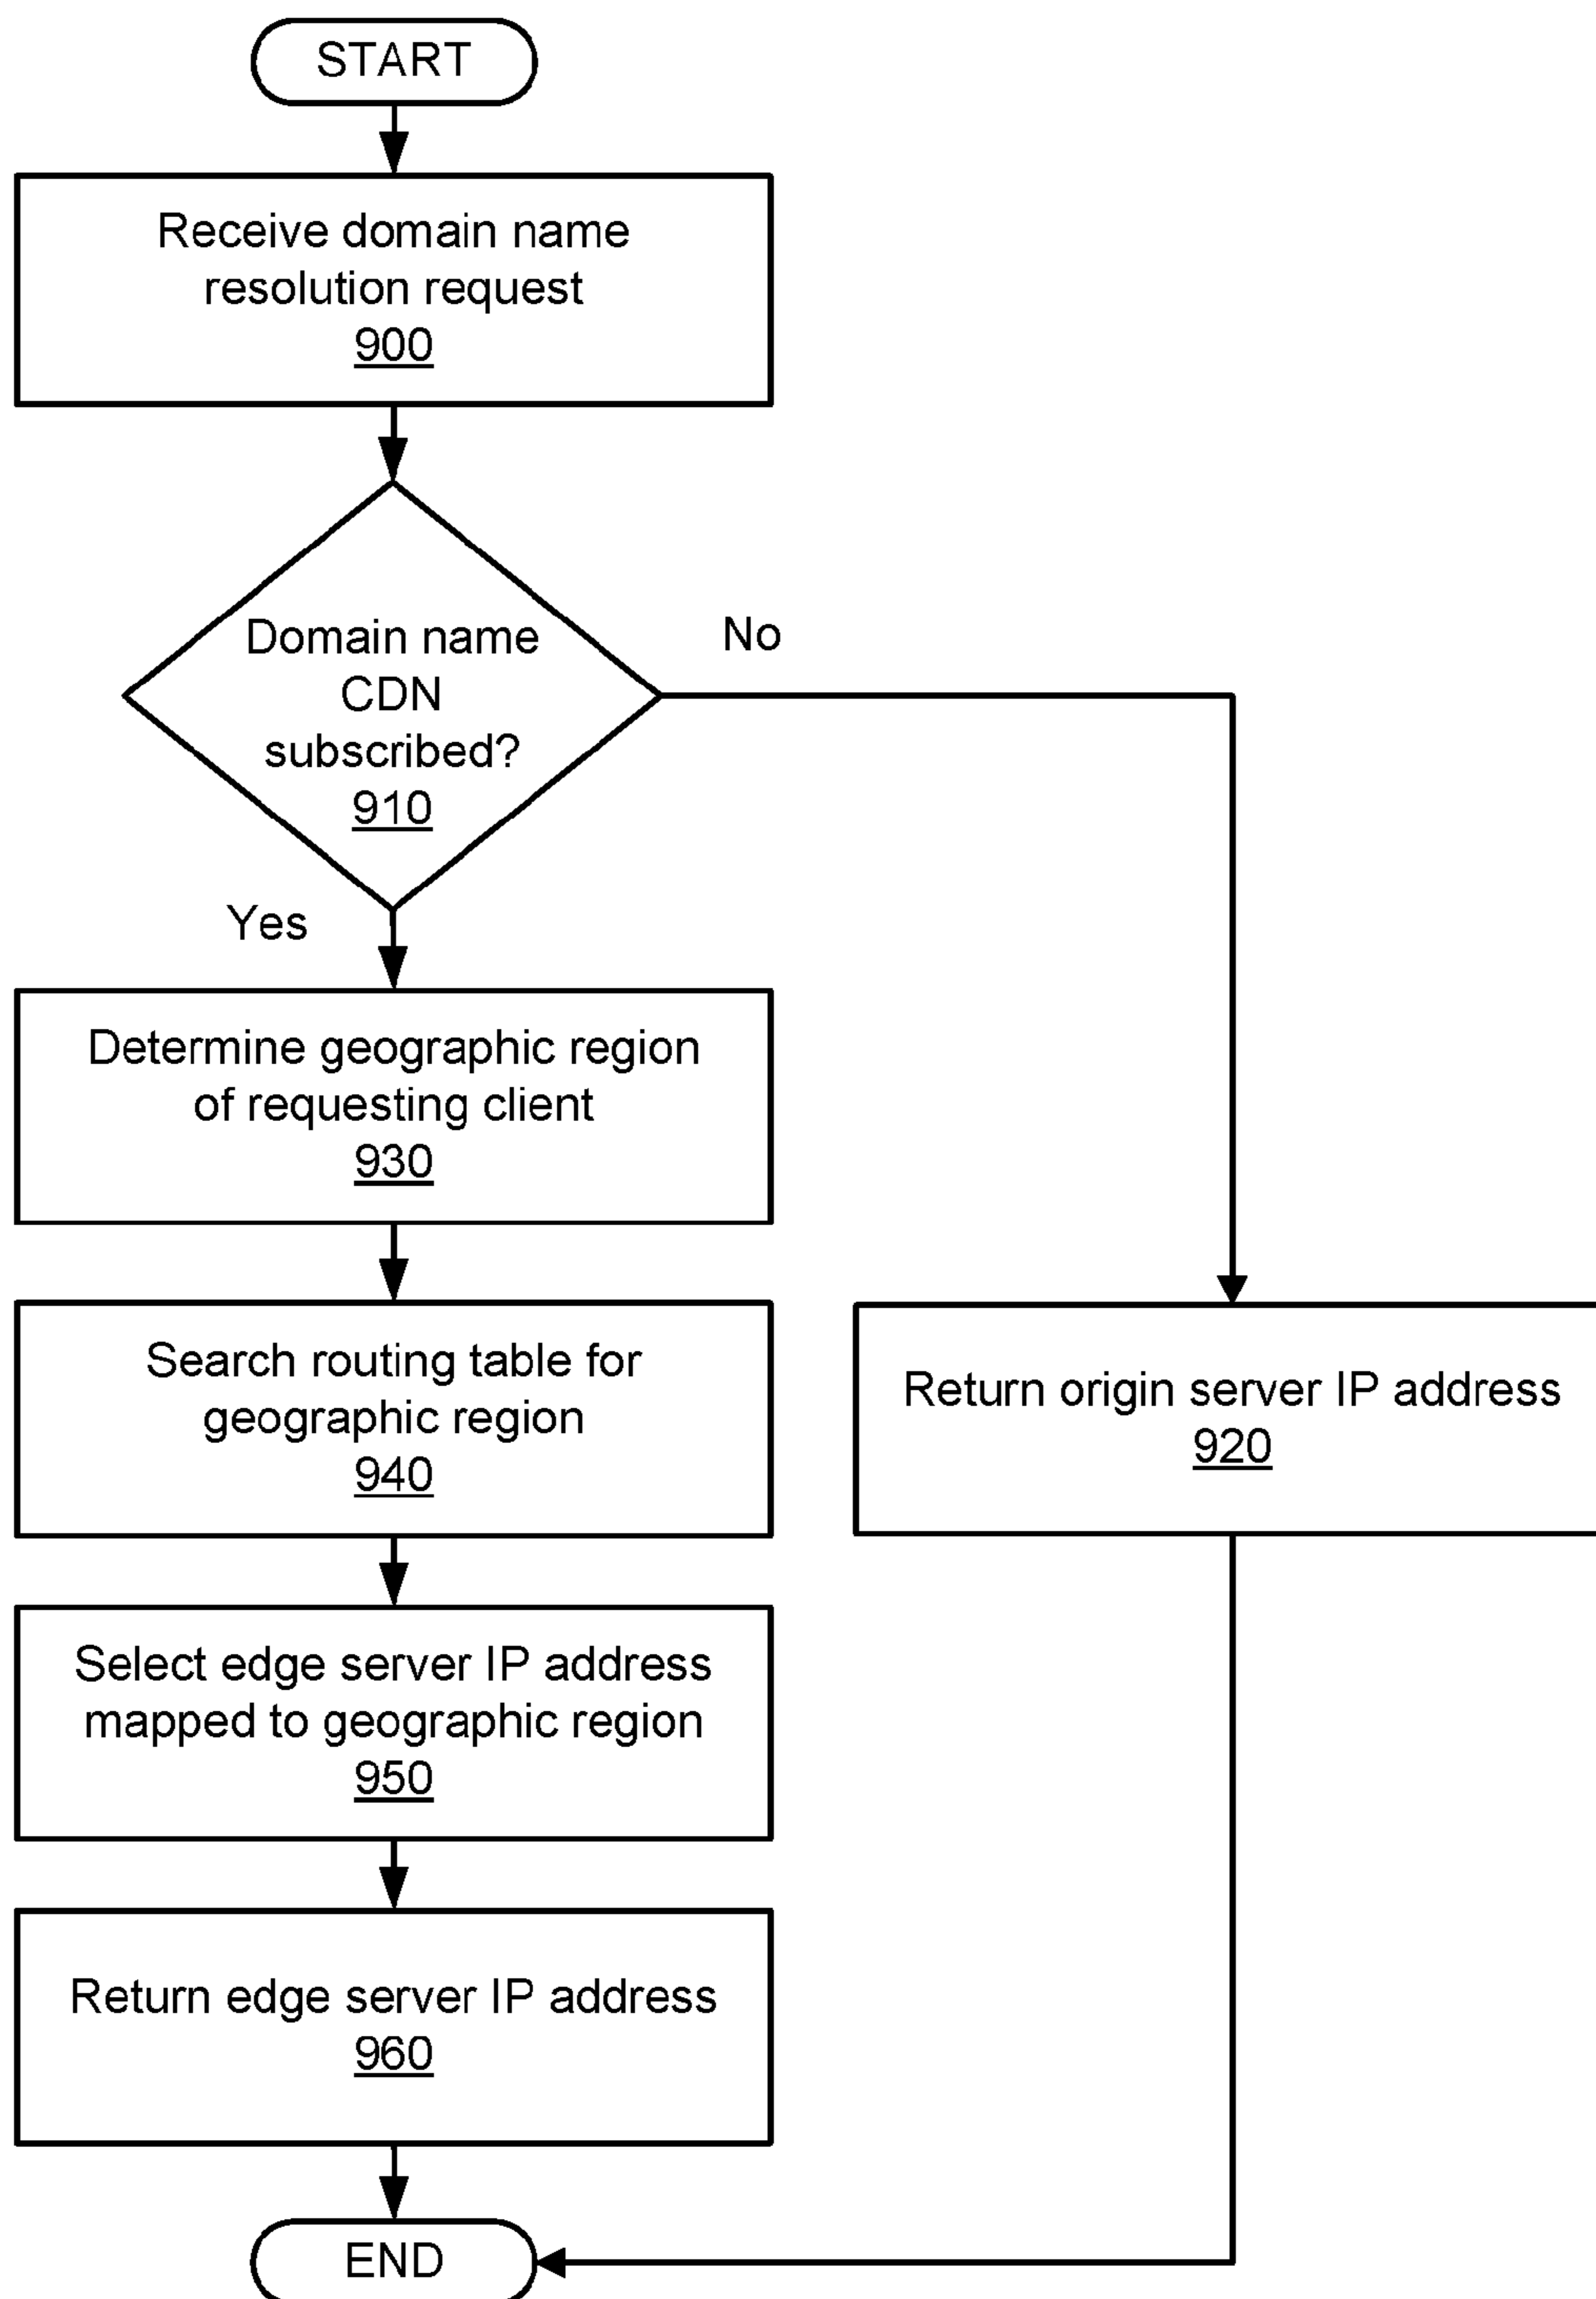 START
Receive domain name
resolution request
900
Domain name
CDN
subscribed?
910
No
Yes
Determine geographic region
of requesting client
930
Search routing table for
geographic region
940
Return origin server IP address
920
Select edge server IP address
mapped to geographic region
950
Return edge server IP address
960
END